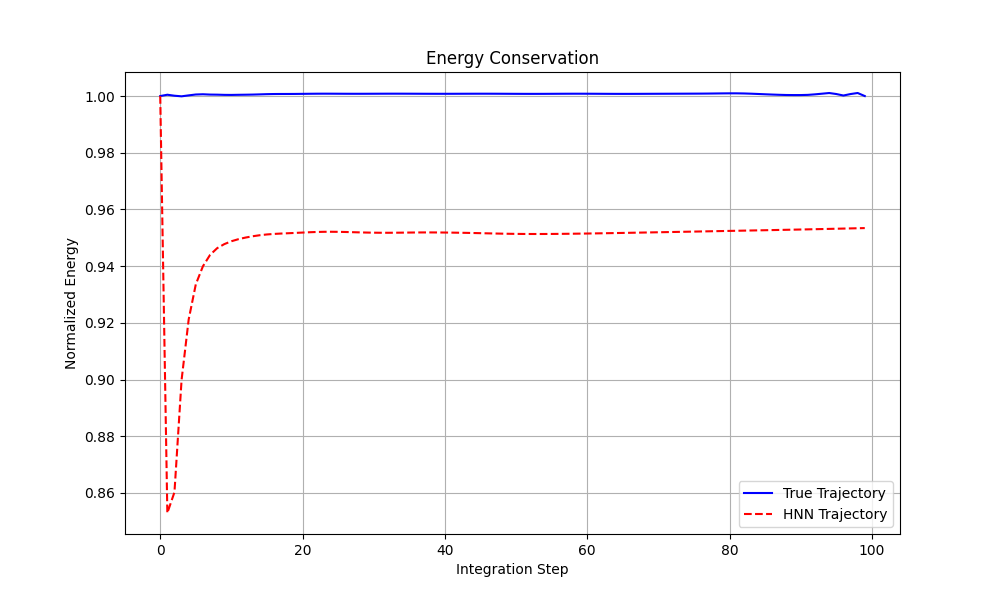 Energy Conservation
Normalized Energy
1.00
0.98
0.96
0.94
0.92
0.90
0.88
0.86
0
20
40
60
80
100
Integration Step
True Trajectory
HNN Trajectory